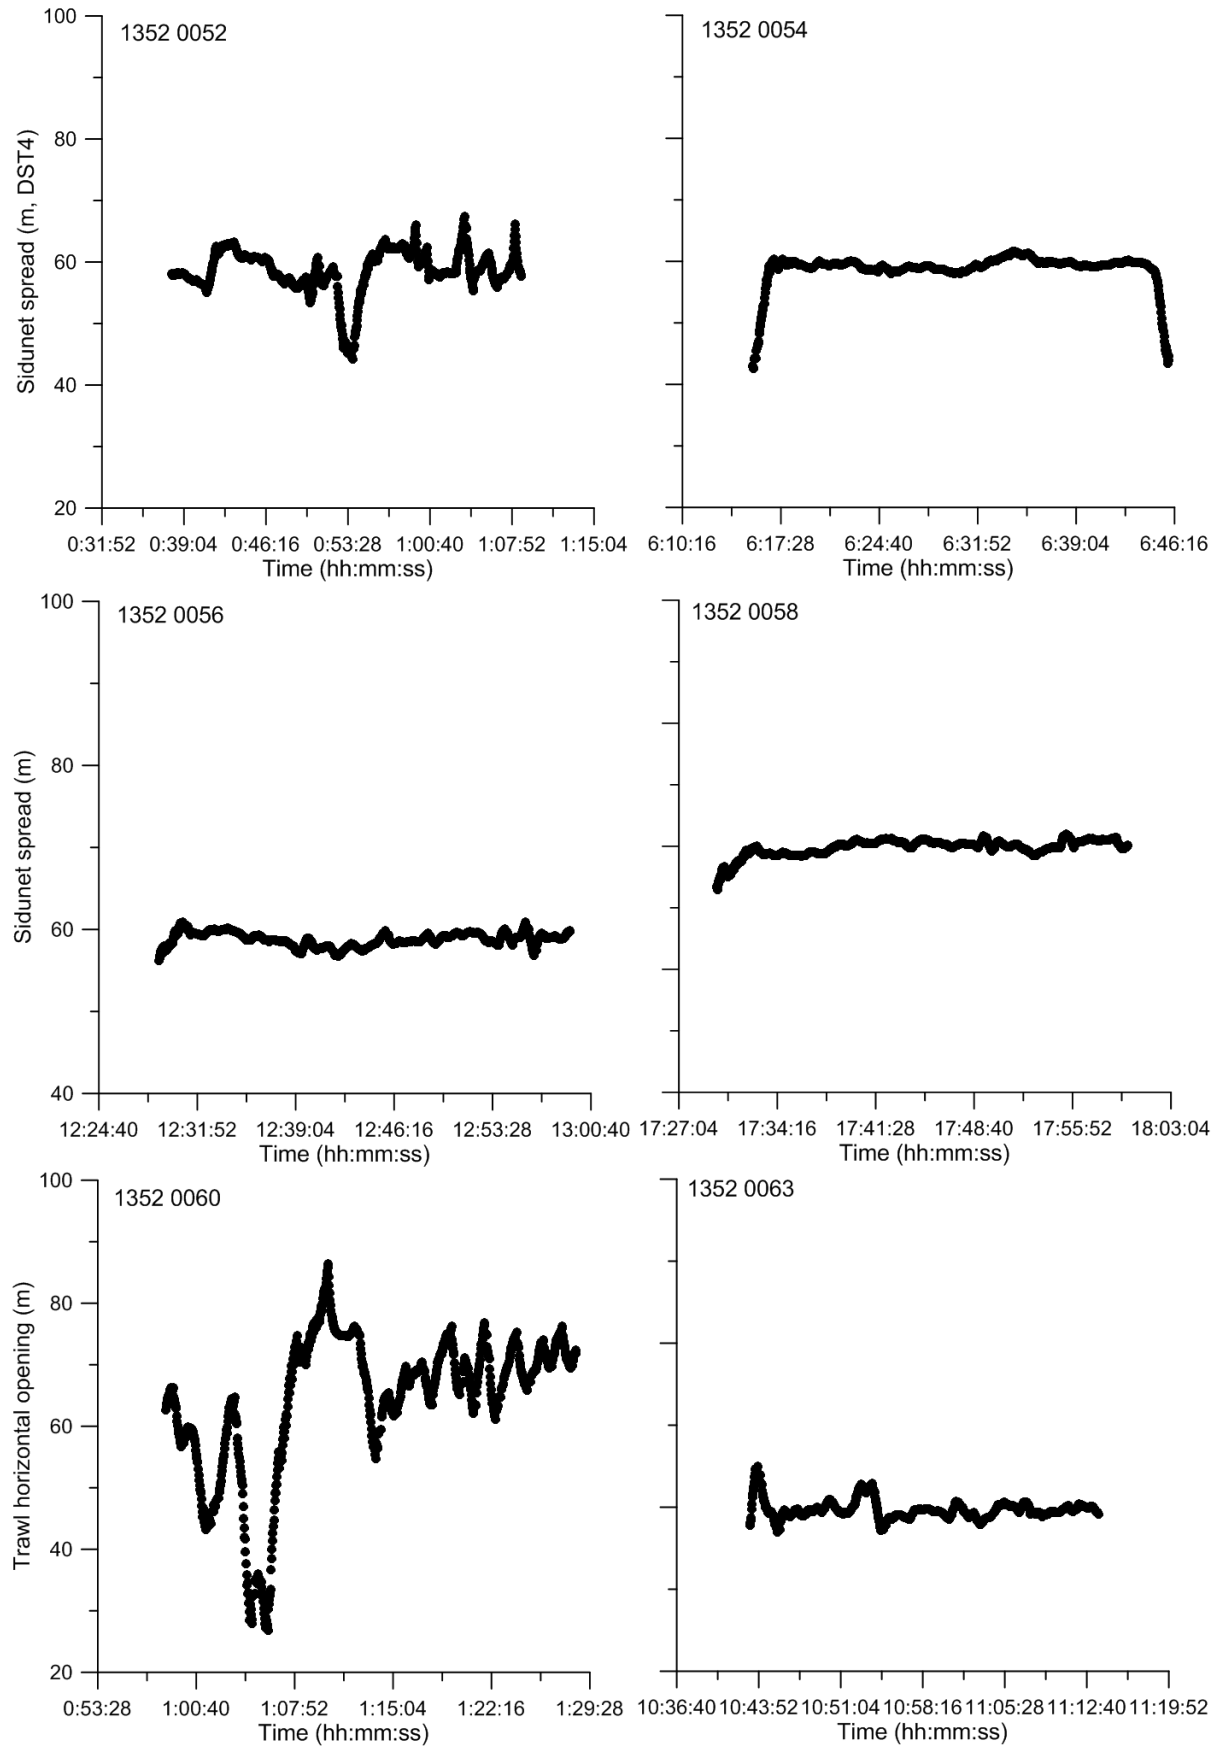 1352 0052
1352 0054
Sidunet spread (m, DST4)
100
80
60
40
20
0:31:52 0:39:04 0:46:16 0:53:28 1:00:40 1:07:52 1:15:04
Time (hh:mm:ss)
6:10:16 6:17:28 6:24:40 6:31:52 6:39:04 6:46:16
Time (hh:mm:ss)
1352 0056
1352 0058
Sidunet spread (m)
100
80
60
40
12:24:40 12:31:52 12:39:04 12:46:16 12:53:28 13:00:40
Time (hh:mm:ss)
17:27:04 17:34:16 17:41:28 17:48:40 17:55:52 18:03:04
Time (hh:mm:ss)
1352 0060
1352 0063
Trawl horizontal opening (m)
100
80
60
40
20
0:53:28 1:00:40 1:07:52 1:15:04 1:22:16 1:29:28
Time (hh:mm:ss)
10:36:40 10:43:52 10:51:04 10:58:16 11:05:28 11:12:40 11:19:52
Time (hh:mm:ss)